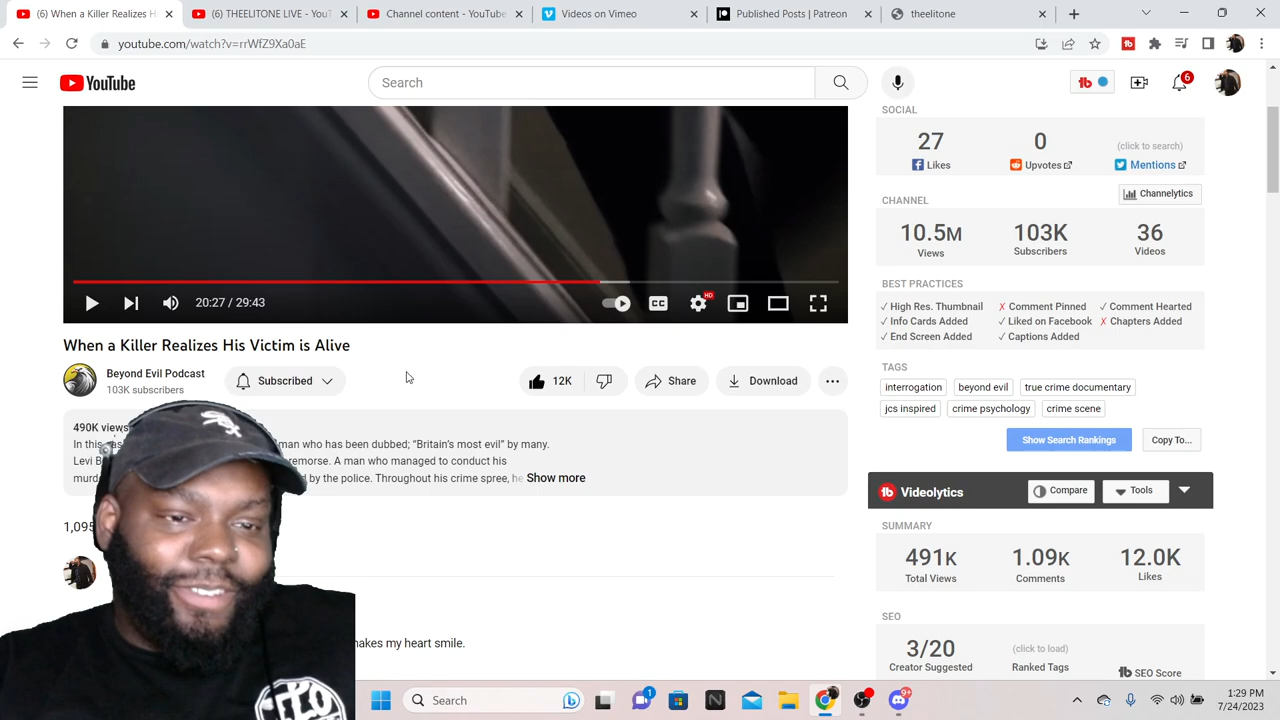 (6) When a Killer Realizes H
(6) THEELITONE LIVE - YouT
Channel content - YouTube
Videos on Vimeo
Published Posts | Patreon
theelitone
youtube.com/watch?v=rrWfZ9Xa0aE
YouTube
Search
tb
6
20:27 / 29:43
CC
HD
When a Killer Realizes His Victim is Alive
Beyond Evil Podcast
103K subscribers
Subscribed
12K
Share
Download
490K views
In this
man who has been dubbed; "Britain's most evil" by many.
Levi B
remorse. A man who managed to conduct his
murd
d by the police. Throughout his crime spree, he Show more
1,095
makes my heart smile.
SOCIAL
27
0
(click to search)
Likes
Upvotes
Mentions
CHANNEL
Channelytics
10.5M
103K
36
Views
Subscribers
Videos
BEST PRACTICES
✓ High Res. Thumbnail ✗ Comment Pinned ✓ Comment Hearted
✓ Info Cards Added ✓ Liked on Facebook ✗ Chapters Added
✓ End Screen Added ✓ Captions Added
TAGS
interrogation beyond evil true crime documentary
jcs inspired crime psychology crime scene
Show Search Rankings Copy To...
tb Videolytics Compare Tools
SUMMARY
491K 1.09K 12.0K
Total Views Comments Likes
SEO
3/20 (click to load)
Creator Suggested Ranked Tags tb SEO Score
Search
1
9+
1:29 PM
7/24/2023